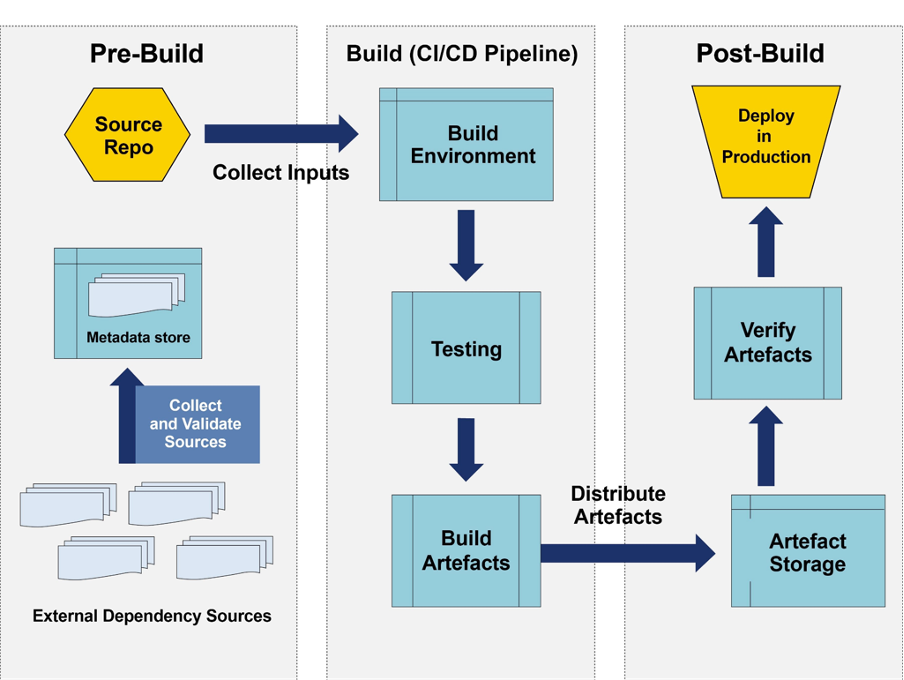 Pre-Build
Source
Repo
Collect Inputs
Metadata store
Collect
and Validate
Sources
External Dependency Sources
Build (CI/CD Pipeline)
Build
Environment
Testing
Build
Artefacts
Distribute
Artefacts
Post-Build
Deploy
in
Production
Verify
Artefacts
Artefact
Storage